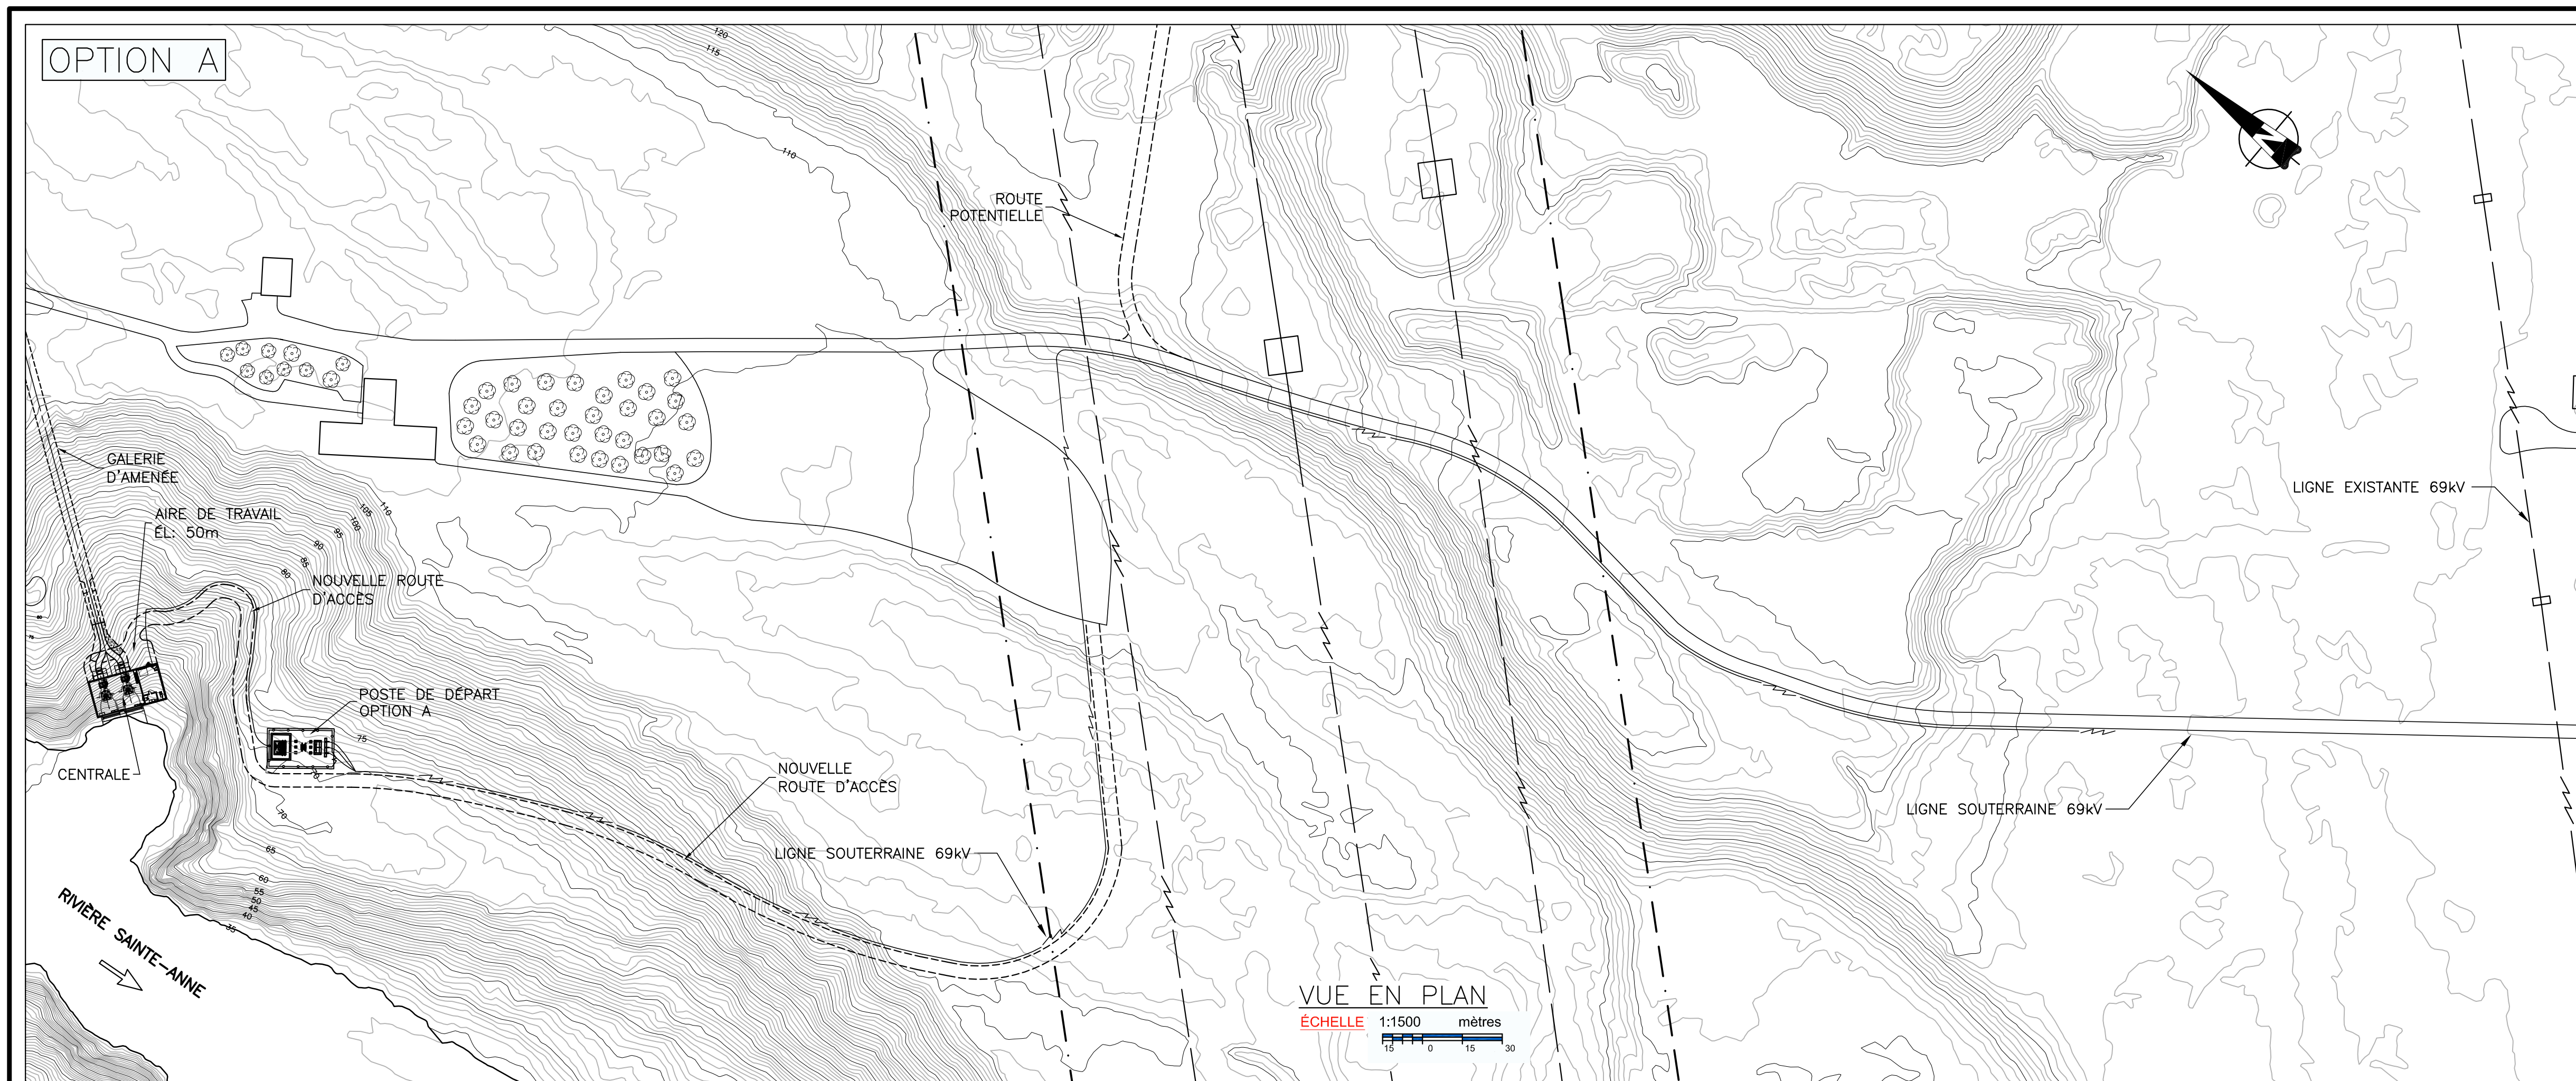 OPTION A
120
115
110
ROUTE
POTENTIELLE
N
GALERIE
D'AMENÉE
AIRE DE TRAVAIL
ÉL: 50m
110
105
100
95
90
85
80
NOUVELLE ROUTE
D'ACCÈS
80
75
LIGNE EXISTANTE 69kV
POSTE DE DÉPART
OPTION A
75
70
CENTRALE
NOUVELLE
ROUTE D'ACCÈS
70
LIGNE SOUTERRAINE 69kV
65
LIGNE SOUTERRAINE 69kV
60
55
50
45
40
35
RIVIÈRE SAINTE-ANNE
VUE EN PLAN
ÉCHELLE 1:1500 mètres
15 0 15 30